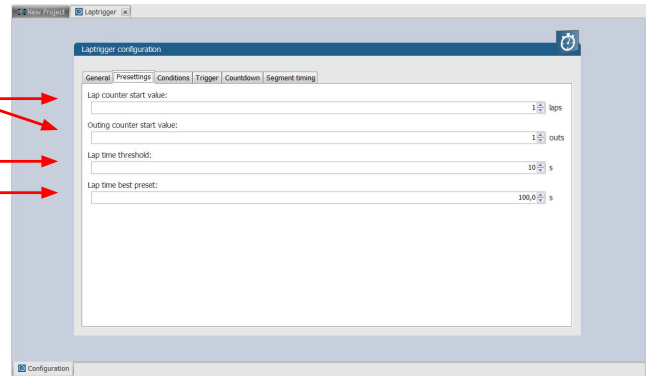 New Project Laptrigger
Laptrigger configuration
General Presettings Conditions Trigger Countdown Segment timing
Lap counter start value:
1 laps
Outing counter start value:
1 outs
Lap time threshold:
10 s
Lap time best preset:
100,0 s
Configuration